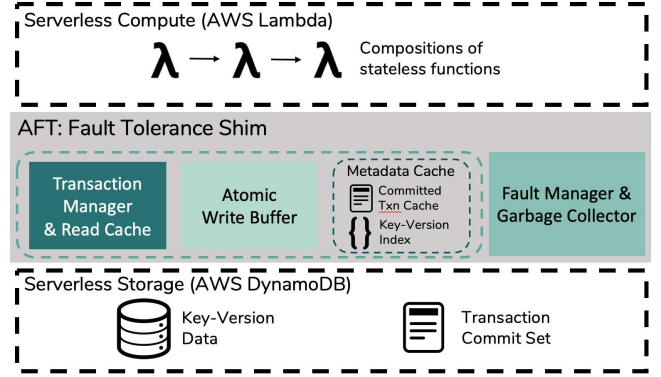 Serverless Compute (AWS Lambda)
λ → λ → λ
Compositions of
stateless functions
AFT: Fault Tolerance Shim
Transaction
Manager
& Read Cache
Atomic
Write Buffer
Metadata Cache
Committed
Txn Cache
{} Key-Version
Index
Fault Manager &
Garbage Collector
Serverless Storage (AWS DynamoDB)
Key-Version
Data
Transaction
Commit Set